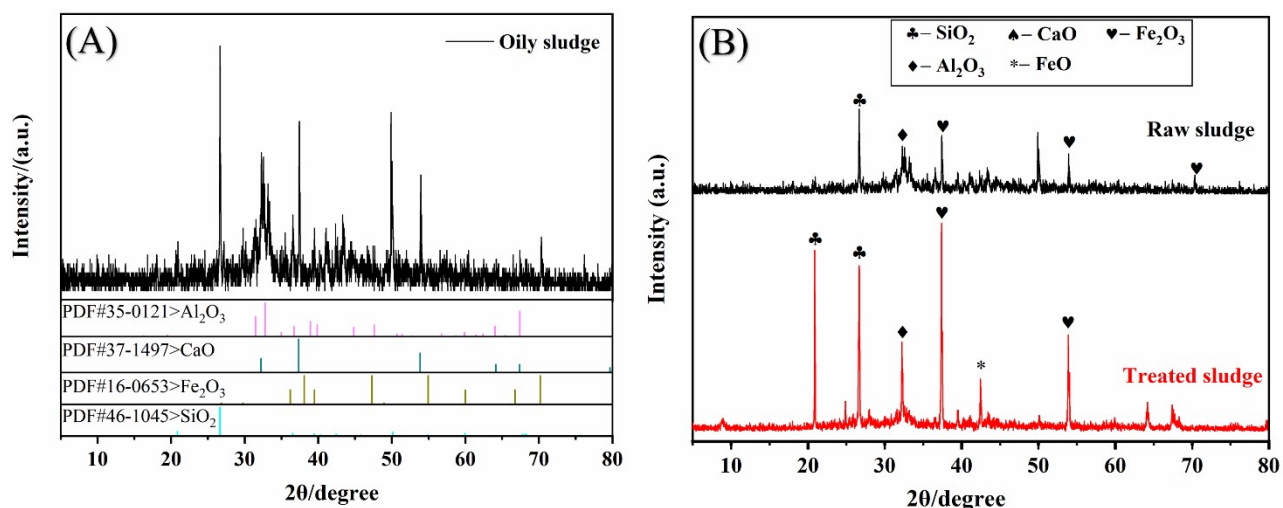 (A)
Oily sludge
Intensity/(a.u.)
PDF#35-0121>Al₂O₃
PDF#37-1497>CaO
PDF#16-0653>Fe₂O₃
PDF#46-1045>SiO₂
10 20 30 40 50 60 70 80
2θ/degree
(B)
♣– SiO₂ ♠– CaO ♥– Fe₂O₃
♦– Al₂O₃ *– FeO
Raw sludge
Treated sludge
Intensity (a.u.)
10 20 30 40 50 60 70 80
2θ/degree